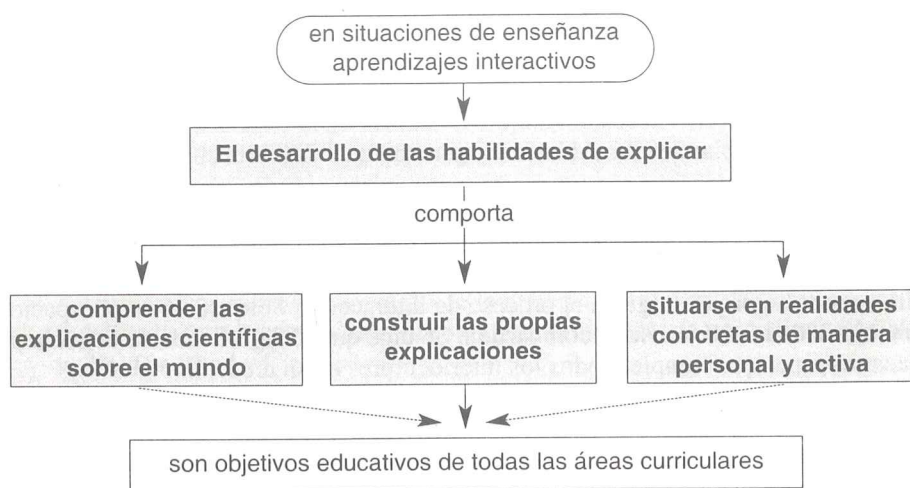 en situaciones de enseñanza
aprendizajes interactivos
El desarrollo de las habilidades de explicar
comporta
comprender las
explicaciones científicas
sobre el mundo
construir las propias
explicaciones
situarse en realidades
concretas de manera
personal y activa
son objetivos educativos de todas las áreas curriculares